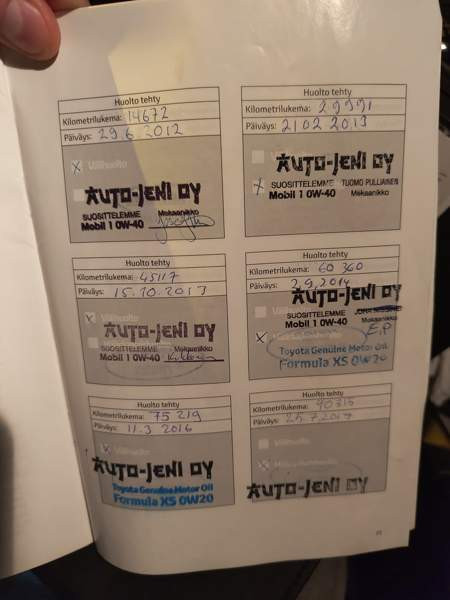 Huolto tehty
Kilometrilukema: 14672
Päiväys: 29.6.2012
Välihuolto
AUTO-JENI OY
SUOSITTELEMME Mekaanikko
Mobil 1 0W-40
Huolto tehty
Kilometrilukema: 29991
Päiväys: 21 02 2013
AUTO-JENI OY
SUOSITTELEMME TUOMO PULLIAINEN
Mobil 1 0W-40 Mekaanikko
Huolto tehty
Kilometrilukema: 45117
Päiväys: 15.10.2013
AUTO-JENI OY
SUOSITTELEMME Mekaanikko
Mobil 1 0W-40
Huolto tehty
Kilometrilukema: 60 360
Päiväys: 2.9.2014
AUTO-JENI OY
SUOSITTELEMME
Mobil 1 0W-40 Mekaanikko
E.P
Toyota Genuine Motor Oil
Formula XS 0W20
Huolto tehty
Kilometrilukema: 75 219
Päiväys: 11.3 2016
AUTO-JENI OY
Toyota Genuine Motor Oil
Formula XS 0W20
Huolto tehty
Kilometrilukema:
Päiväys: 25.7.2017
AUTO-JENI OY